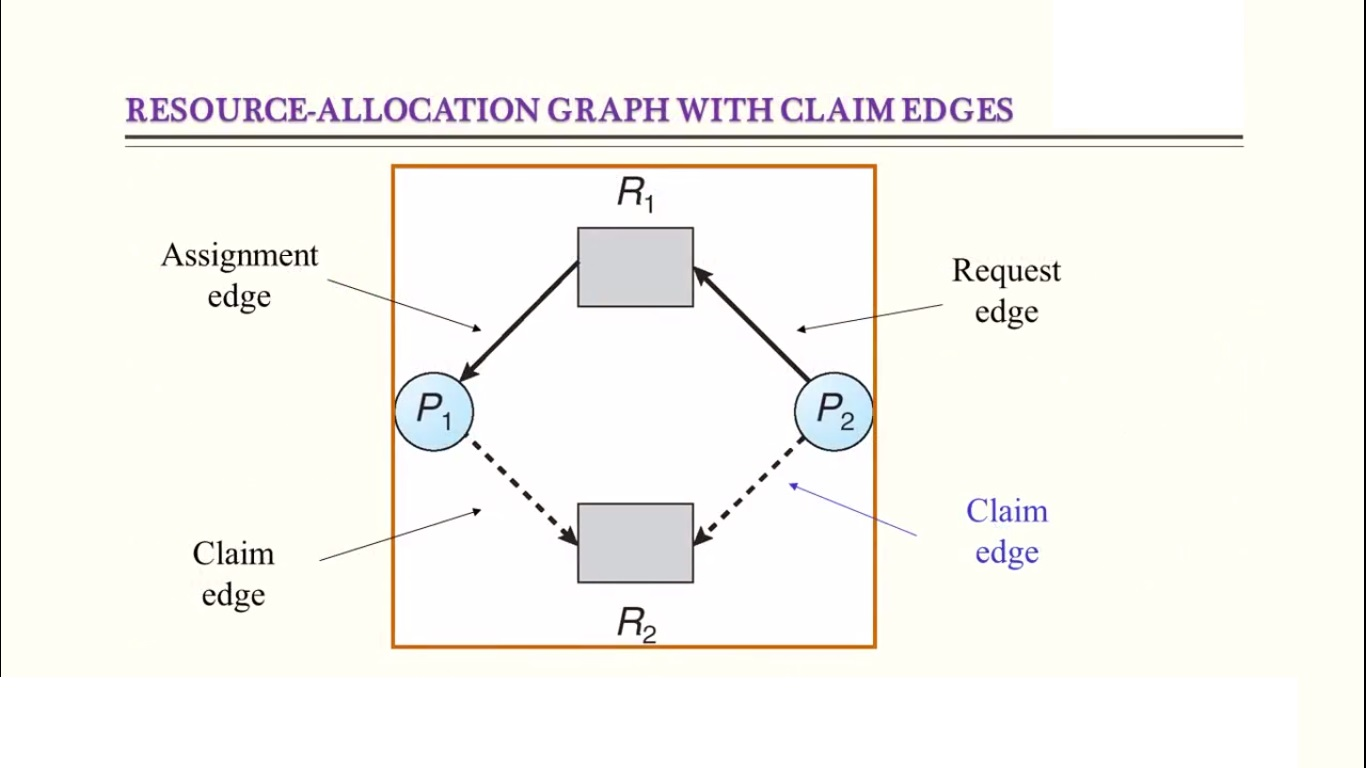 RESOURCE-ALLOCATION GRAPH WITH CLAIM EDGES
R1
Assignment
edge
Request
edge
P1
P2
Claim
edge
Claim
edge
R2